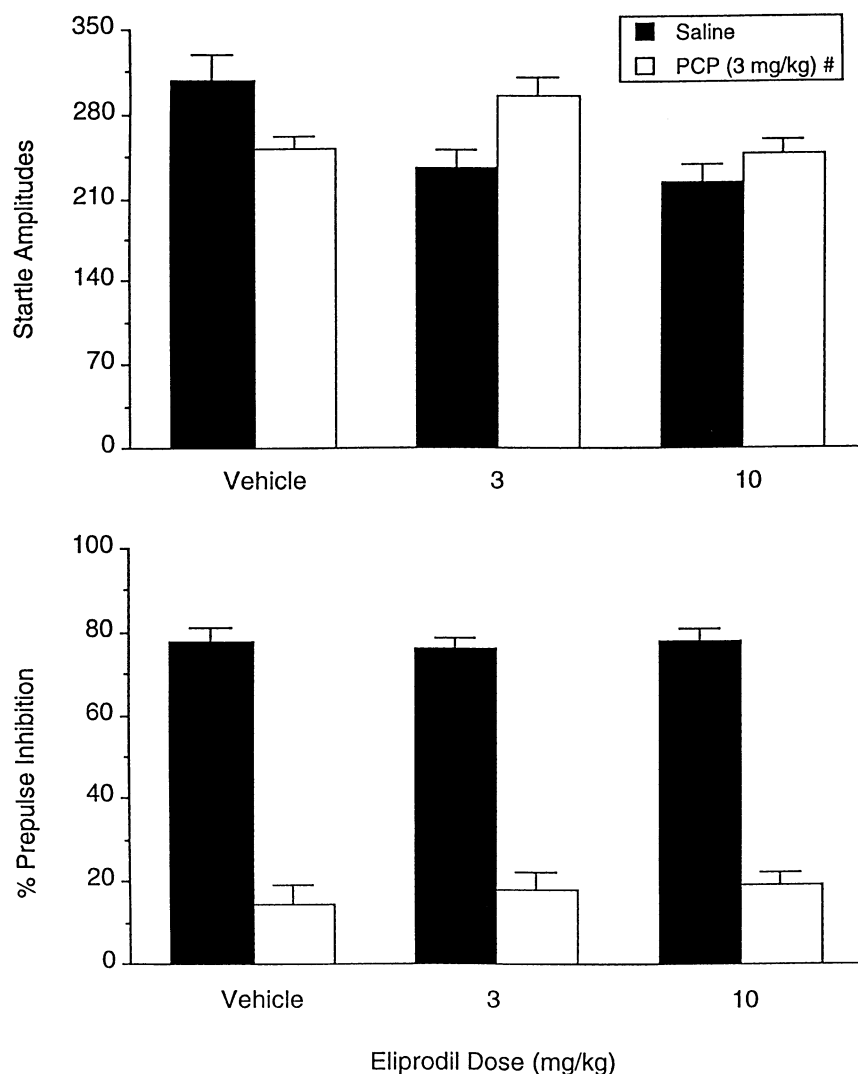 Saline
PCP (3 mg/kg) #
Startle Amplitudes
350
280
210
140
70
0
Vehicle 3 10
% Prepulse Inhibition
100
80
60
40
20
0
Vehicle 3 10
Eliprodil Dose (mg/kg)